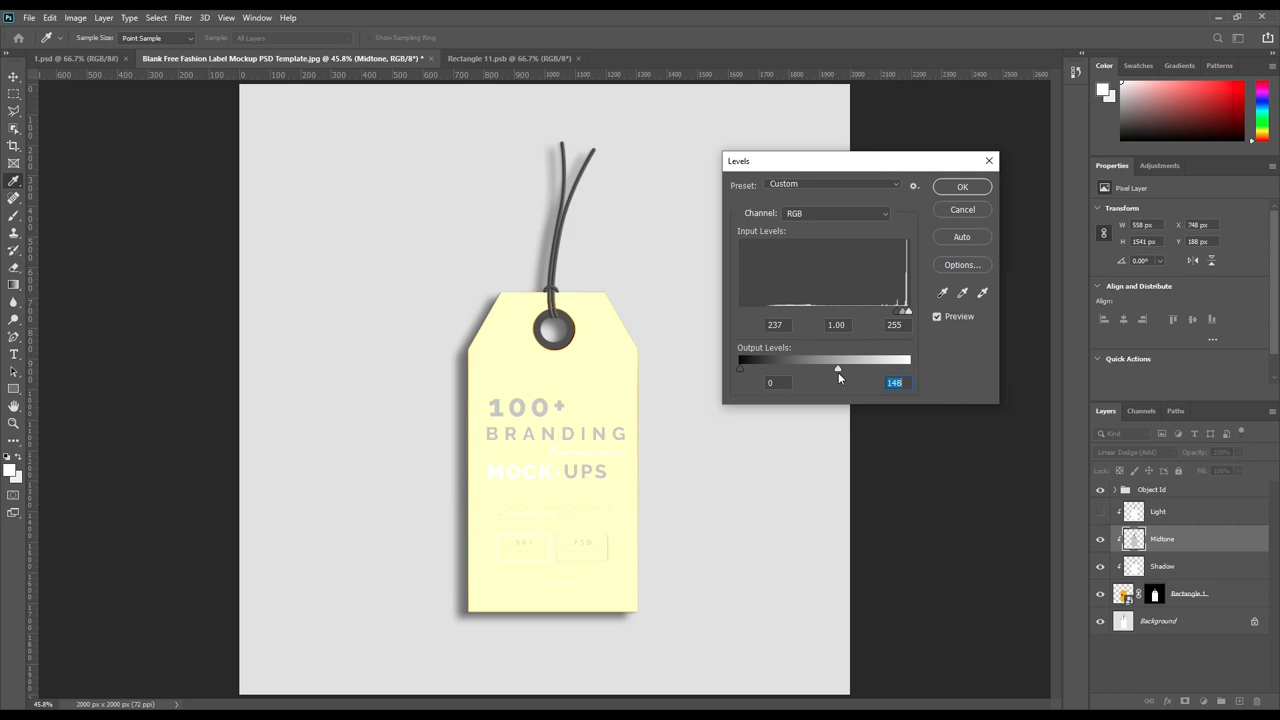 Ps File Edit Image Layer Type Select Filter 3D View Window Help
Sample Size: Point Sample Sample: All Layers Show Sampling Ring
1.psd @ 66.7% (RGB/8#) × Blank Free Fashion Label Mockup PSD Template.jpg @ 45.8% (Midtone, RGB/8*) * × Rectangle 11.psb @ 66.7% (RGB/8*) ×
100+
BRANDING
MOCK-UPS
5K+ PSD
Levels
Preset: Custom OK
Channel: RGB Cancel
Input Levels: Auto
Options...
Preview
237 1.00 255
Output Levels:
0 148
Color Swatches Gradients Patterns
Properties Adjustments
Pixel Layer
Transform
W 558 px X 748 px
H 1541 px Y 188 px
0.00°
Align and Distribute
Align:
Quick Actions
Layers Channels Paths
Kind
Linear Dodge (Add) Opacity: 100%
Lock: Fill: 100%
Object Id
Light
Midtone
Shadow
Rectangle 1
Background
45.8% 2000 px x 2000 px (72 ppi)